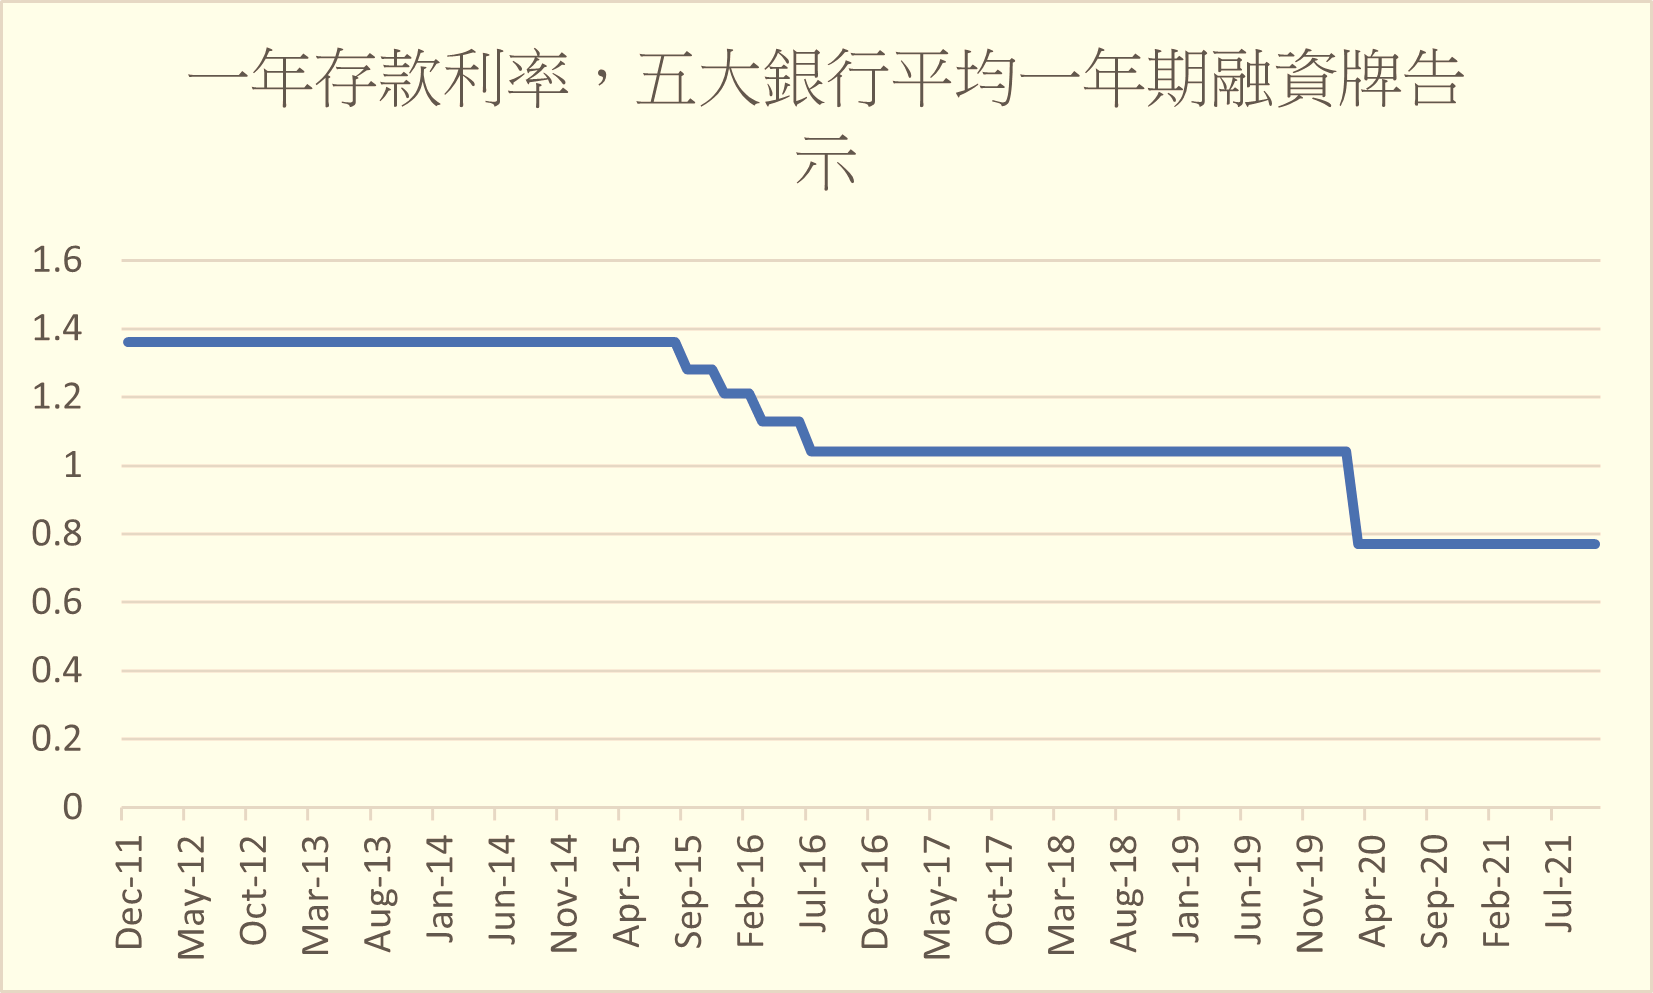 一年存款利率，五大銀行平均一年期融資牌告
示
1.6
1.4
1.2
1
0.8
0.6
0.4
0.2
0
Dec-11
May-12
Oct-12
Mar-13
Aug-13
Jan-14
Jun-14
Nov-14
Apr-15
Sep-15
Feb-16
Jul-16
Dec-16
May-17
Oct-17
Mar-18
Aug-18
Jan-19
Jun-19
Nov-19
Apr-20
Sep-20
Feb-21
Jul-21